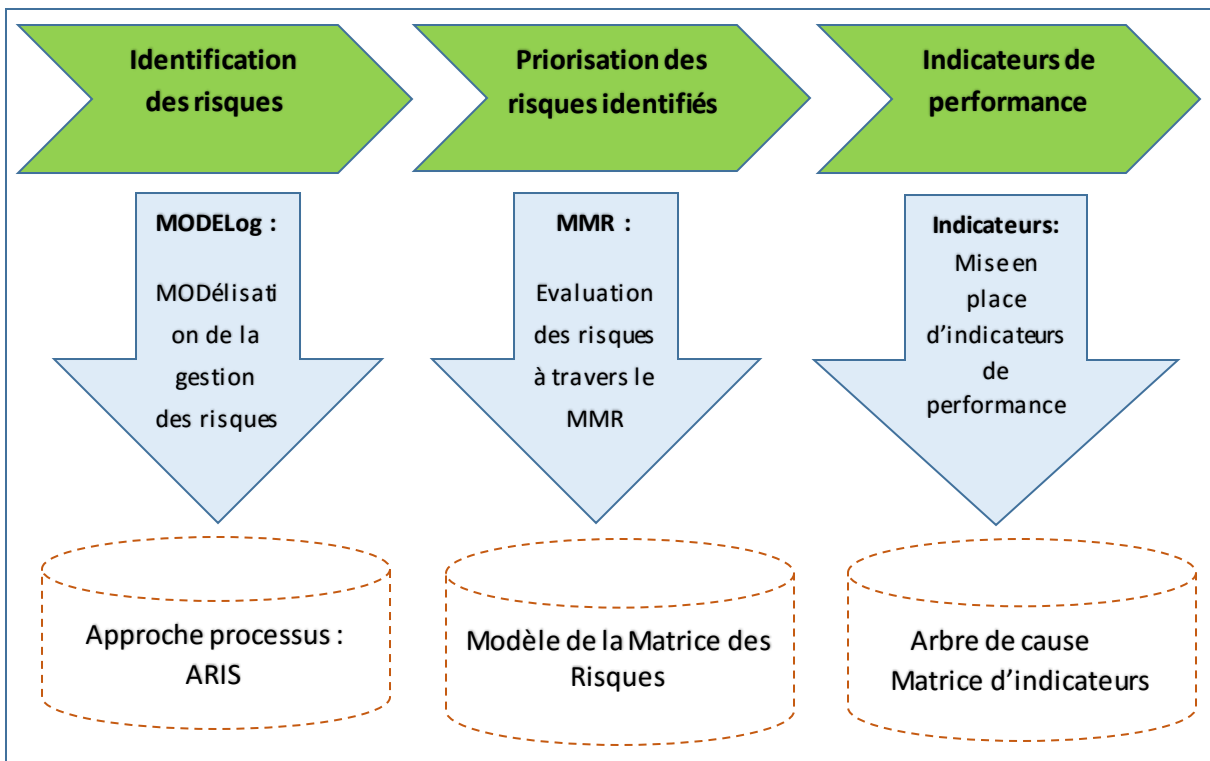 Identification
des risques
Priorisation des
risques identifiés
Indicateurs de
performance
MODELog :
MODélisati
on de la
gestion
des risques
MMR :
Evaluation
des risques
à travers le
MMR
Indicateurs:
Mise en
place
d’indicateurs
de
performance
Approche processus :
ARIS
Modèle de la Matrice des
Risques
Arbre de cause
Matrice d’indicateurs